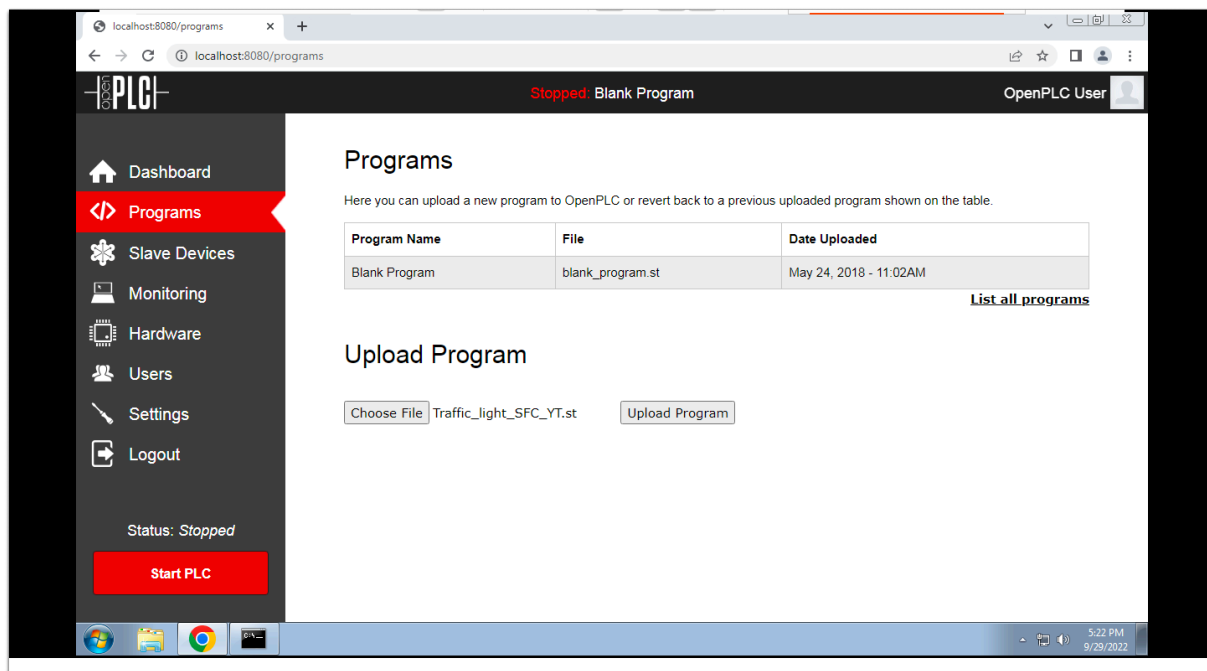 localhost:8080/programs
localhost:8080/programs
open PLC
Stopped: Blank Program
OpenPLC User
Dashboard
Programs
Slave Devices
Monitoring
Hardware
Users
Settings
Logout
Status: Stopped
Start PLC
Programs
Here you can upload a new program to OpenPLC or revert back to a previous uploaded program shown on the table.
Program Name File Date Uploaded
Blank Program blank_program.st May 24, 2018 - 11:02AM
List all programs
Upload Program
Choose File Traffic_light_SFC_YT.st Upload Program
5:22 PM
9/29/2022